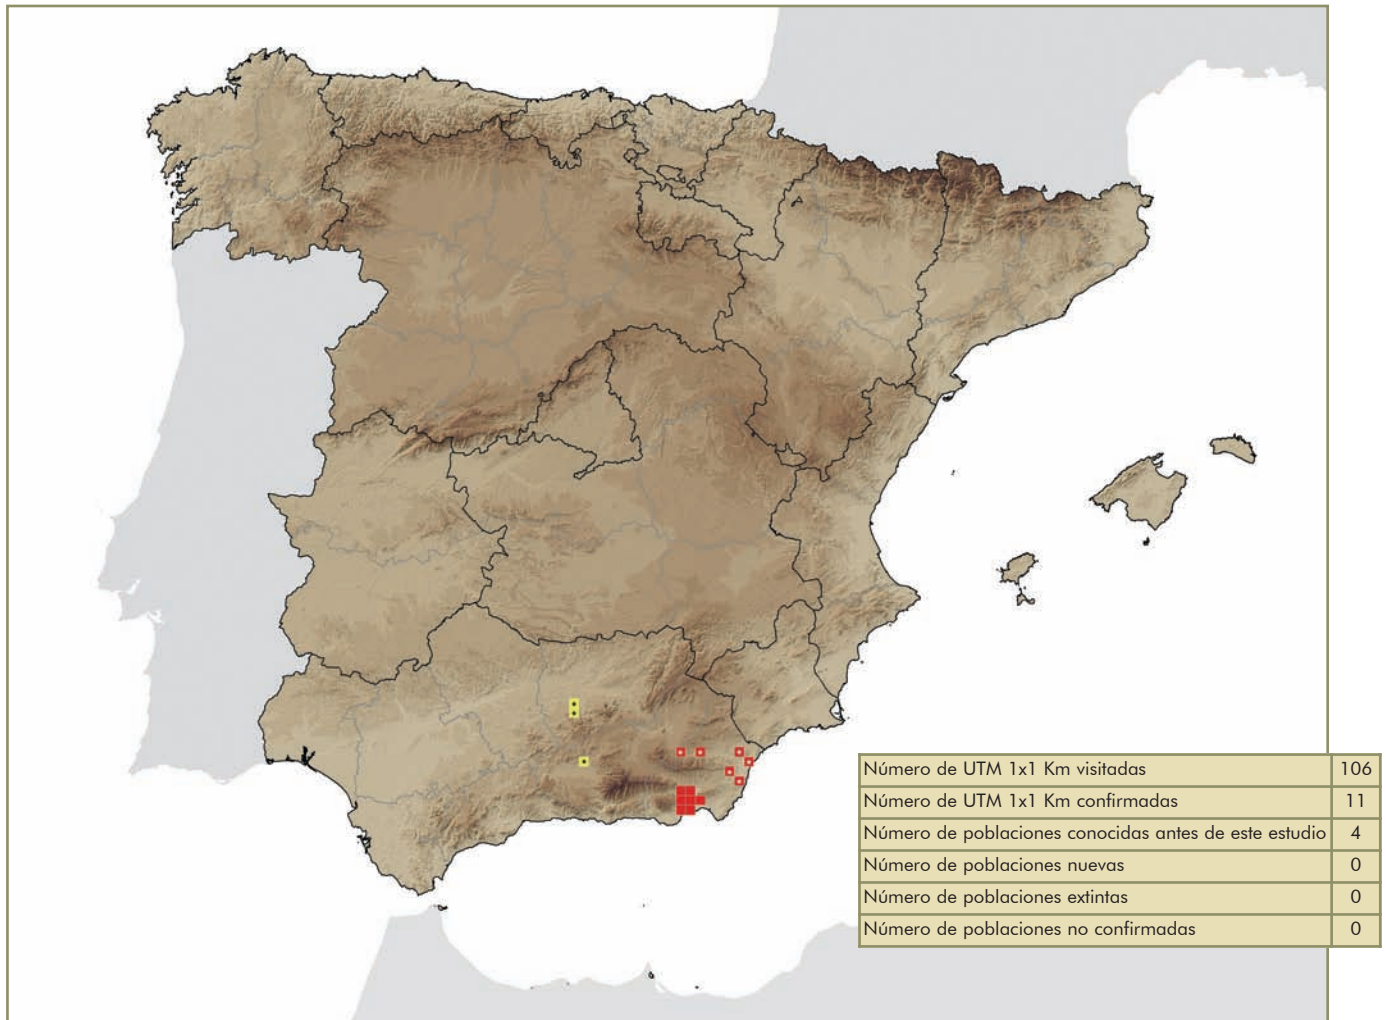 Número de UTM 1x1 Km visitadas 106
Número de UTM 1x1 Km confirmadas 11
Número de poblaciones conocidas antes de este estudio 4
Número de poblaciones nuevas 0
Número de poblaciones extintas 0
Número de poblaciones no confirmadas 0